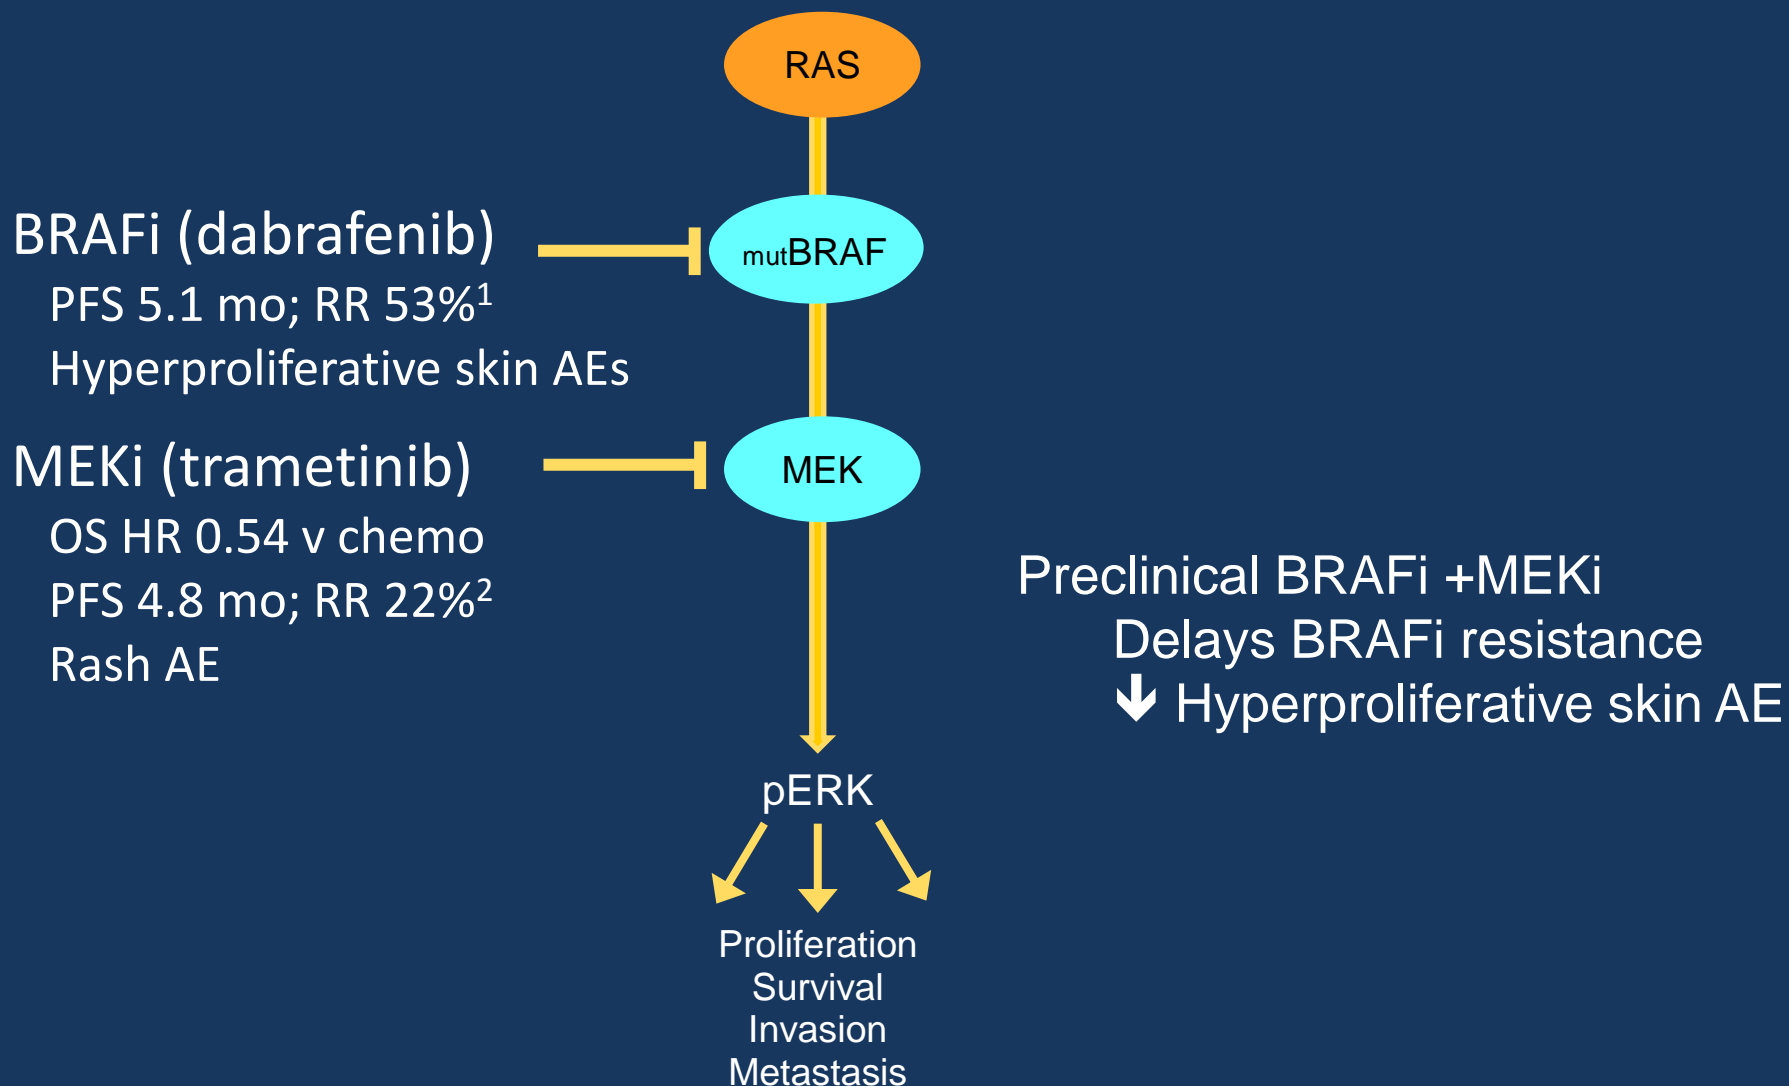 RAS
BRAFi (dabrafenib)
PFS 5.1 mo; RR 53%¹
Hyperproliferative skin AEs
mutBRAF
MEKi (trametinib)
OS HR 0.54 v chemo
PFS 4.8 mo; RR 22%²
Rash AE
MEK
Preclinical BRAFi +MEKi
Delays BRAFi resistance
🡻 Hyperproliferative skin AE
pERK
Proliferation
Survival
Invasion
Metastasis